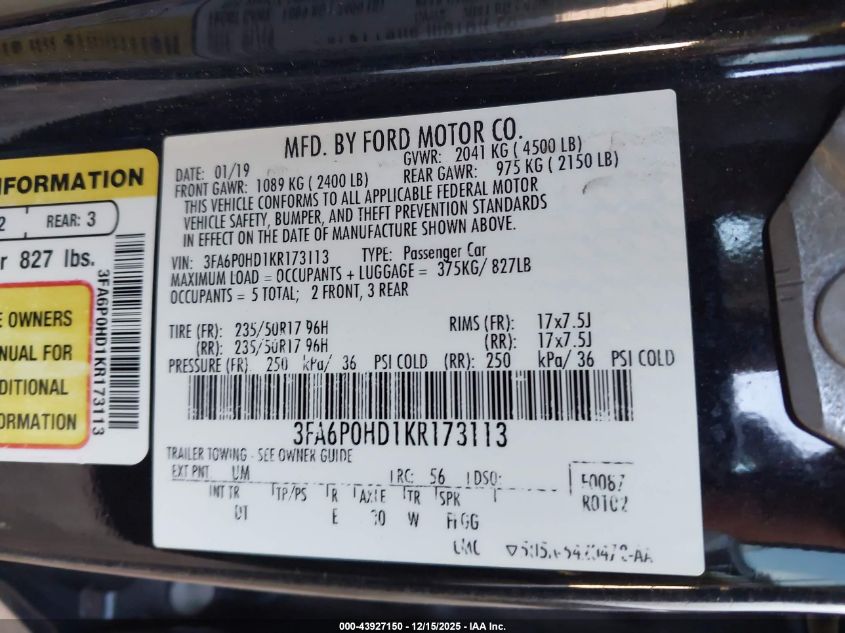 NFORMATION
2 REAR: 3
r 827 lbs.
E OWNERS
ANUAL FOR
DITIONAL
ORMATION
3FA6P0HD1KR173113
MFD. BY FORD MOTOR CO.
DATE: 01/19 GVWR: 2041 KG ( 4500 LB)
FRONT GAWR: 1089 KG ( 2400 LB) REAR GAWR: 975 KG ( 2150 LB)
THIS VEHICLE CONFORMS TO ALL APPLICABLE FEDERAL MOTOR
VEHICLE SAFETY, BUMPER, AND THEFT PREVENTION STANDARDS
IN EFFECT ON THE DATE OF MANUFACTURE SHOWN ABOVE.
VIN: 3FA6P0HD1KR173113 TYPE: Passenger Car
MAXIMUM LOAD = OCCUPANTS + LUGGAGE = 375KG/ 827LB
OCCUPANTS = 5 TOTAL; 2 FRONT, 3 REAR
TIRE (FR): 235/50R17 96H RIMS (FR): 17x7.5J
(RR): 235/50R17 96H (RR): 17x7.5J
PRESSURE (FR) 250 kPa/ 36 PSI COLD (RR): 250 kPa/ 36 PSI COLD
3FA6P0HD1KR173113
TRAILER TOWING - SEE OWNER GUIDE
EXT PNT UM RC: 56 DSO:
INT TR TP/PS R AXLE TR SPR
E W
000-43927150 - 12/15/2025 - IAA Inc.